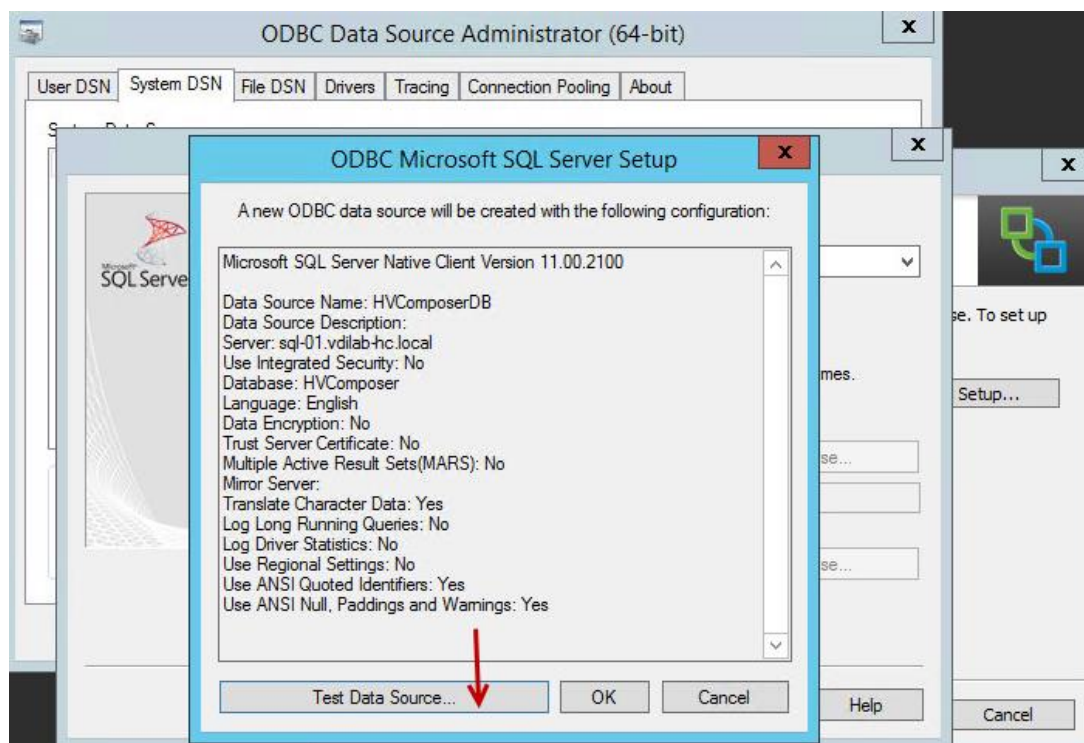 ODBC Data Source Administrator (64-bit)
x
User DSN System DSN File DSN Drivers Tracing Connection Pooling About
x
x
ODBC Microsoft SQL Server Setup
x
A new ODBC data source will be created with the following configuration:
Microsoft
SQL Serve
Microsoft SQL Server Native Client Version 11.00.2100
Data Source Name: HVComposerDB
Data Source Description:
Server: sql-01.vdilab-hc.local
Use Integrated Security: No
Database: HVComposer
Language: English
Data Encryption: No
Trust Server Certificate: No
Multiple Active Result Sets(MARS): No
Mirror Server:
Translate Character Data: Yes
Log Long Running Queries: No
Log Driver Statistics: No
Use Regional Settings: No
Use ANSI Quoted Identifiers: Yes
Use ANSI Null, Paddings and Warnings: Yes
Test Data Source... OK Cancel
mes.
se...
se...
Help
se. To set up
Setup...
Cancel